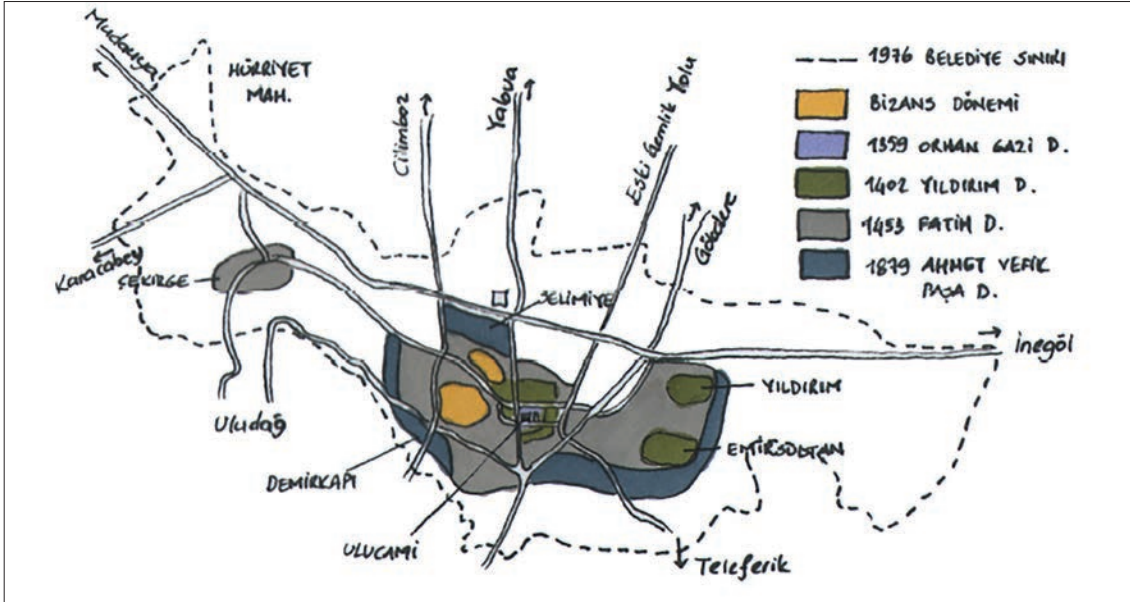 Mudanya
HÜRRİYET
MAH.
Cilimboz
Yalova
Eski Gemlik Yolu
Gökdere
Karacabey
ÇEKİRGE
SELİMİYE
İnegöl
YILDIRIM
Uludağ
EMİRSULTAN
DEMİRKAPI
ULUCAMİ
Teleferik
1976 BELEDİYE SINIRI
BİZANS DÖNEMİ
1359 ORHAN GAZİ D.
1402 YILDIRIM D.
1453 FATİH D.
1879 AHMET VEFİK
PAŞA D.